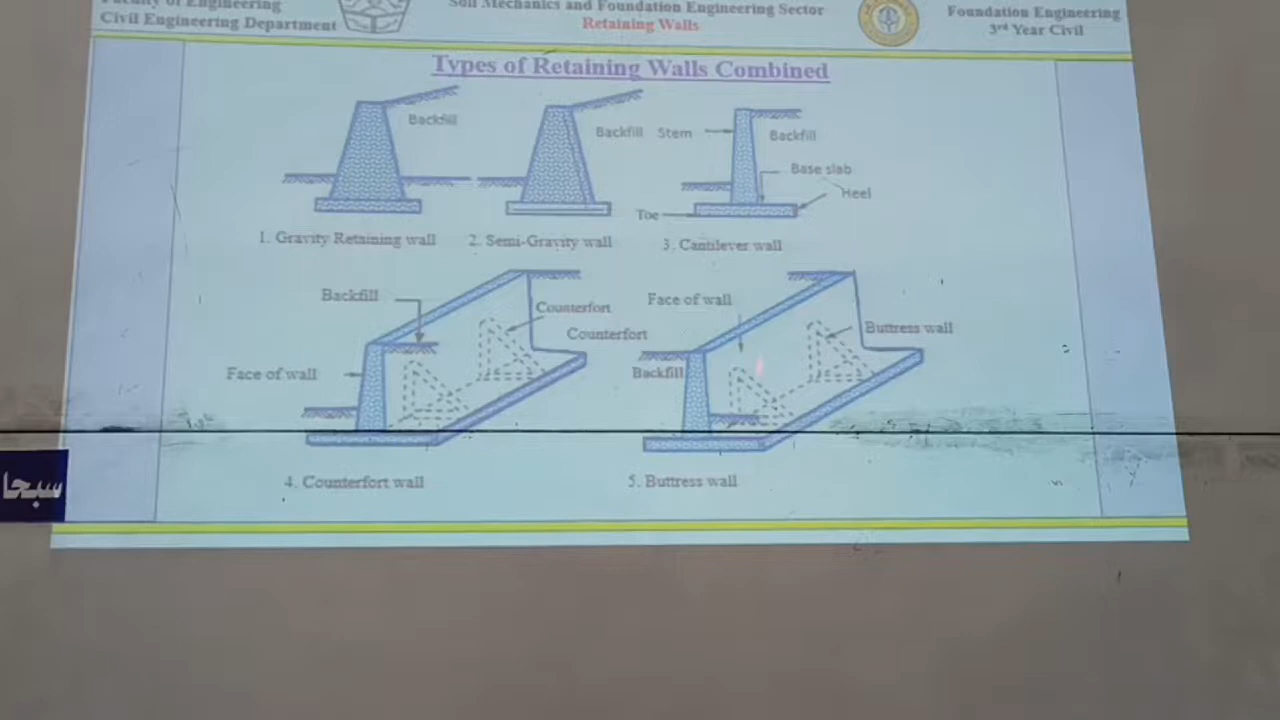 Faculty of Engineering
Civil Engineering Department
Soil Mechanics and Foundation Engineering Sector
Retaining Walls
Foundation Engineering
3rd Year Civil
Types of Retaining Walls Combined
Backfill
Backfill
Stem
Backfill
Base slab
Heel
Toe
1. Gravity Retaining wall
2. Semi-Gravity wall
3. Cantilever wall
Backfill
Counterfort
Counterfort
Face of wall
Face of wall
Buttress wall
Backfill
4. Counterfort wall
5. Buttress wall
سبحا